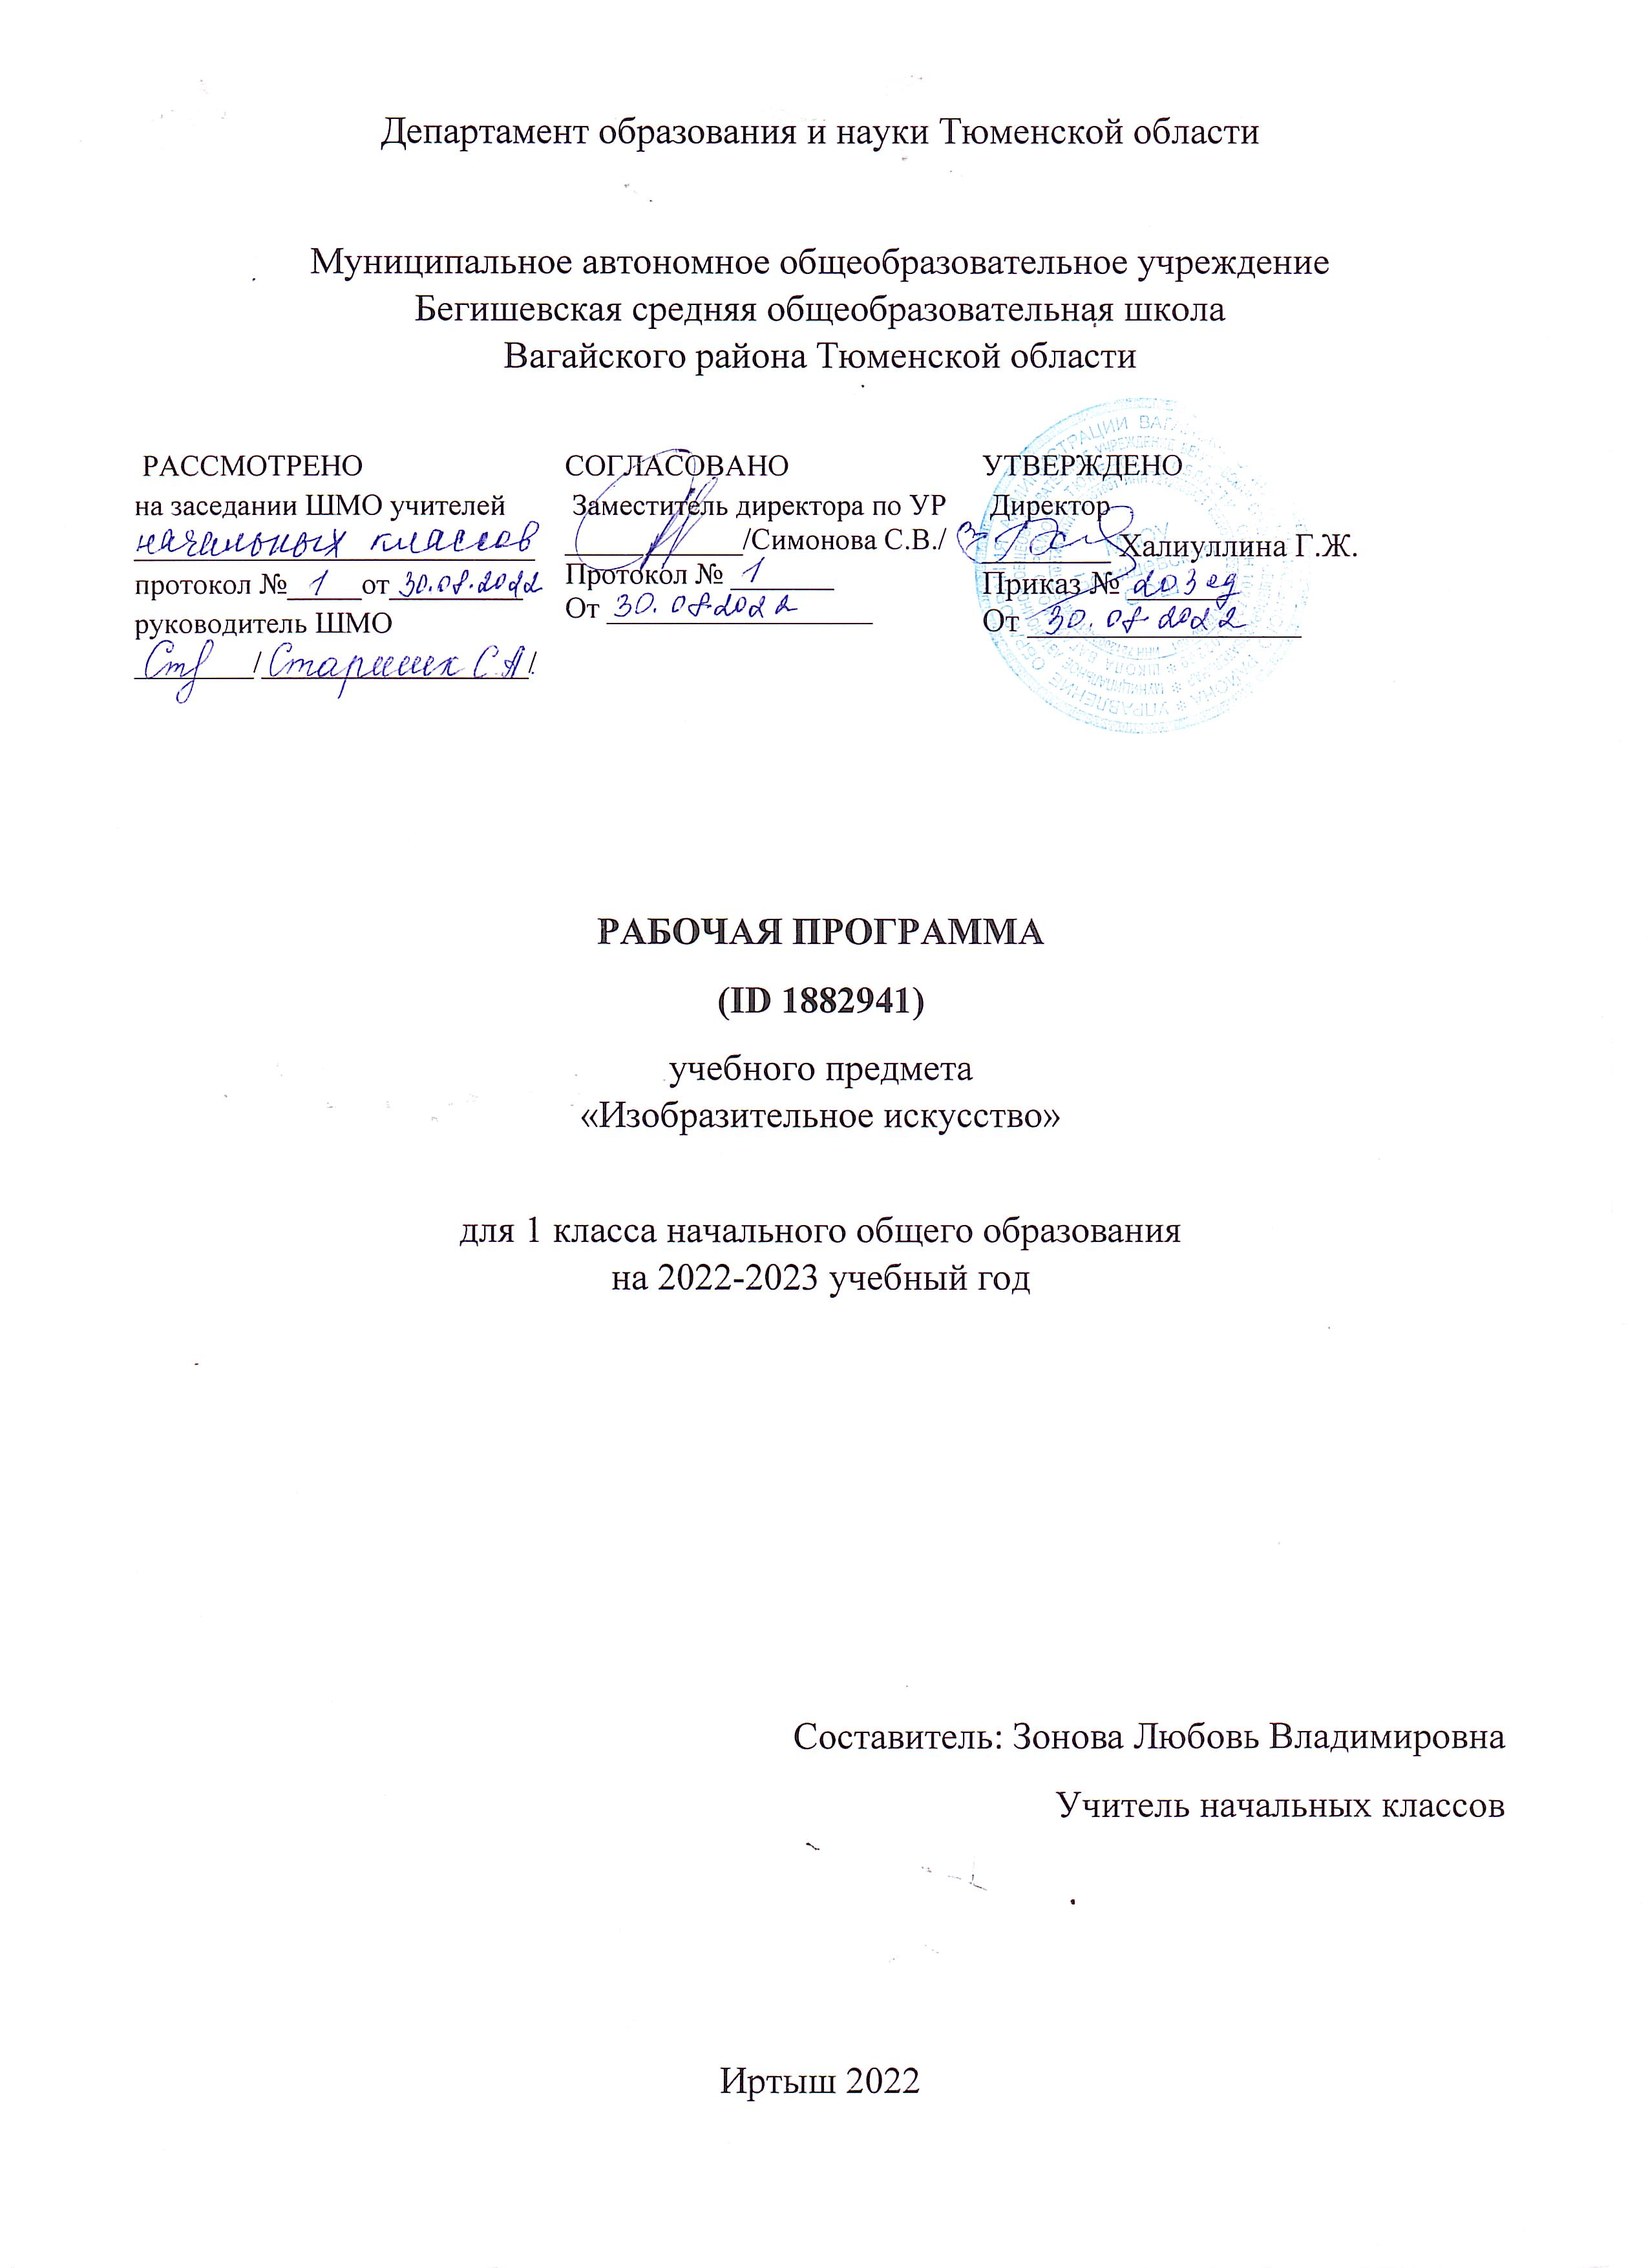 Департамент образования и науки Тюменской области
Муниципальное автономное общеобразовательное учреждение
Бегишевская средняя общеобразовательная школа
Вагайского района Тюменской области
РАССМОТРЕНО
на заседании ШМО учителей
начальных классов
протокол № 1 от 30.08.2022
руководитель ШМО
/ С.А/.
СОГЛАСОВАНО
Заместитель директора по УР
/Симонова С.В./
Протокол № 1
От 30.08.2022
УТВЕРЖДЕНО
Директор
Халиуллина Г.Ж.
Приказ № 203 од
От 30.08.2022
РАБОЧАЯ ПРОГРАММА
(ID 1882941)
учебного предмета
«Изобразительное искусство»
для 1 класса начального общего образования
на 2022-2023 учебный год
Составитель: Зонова Любовь Владимировна
Учитель начальных классов
Иртыш 2022